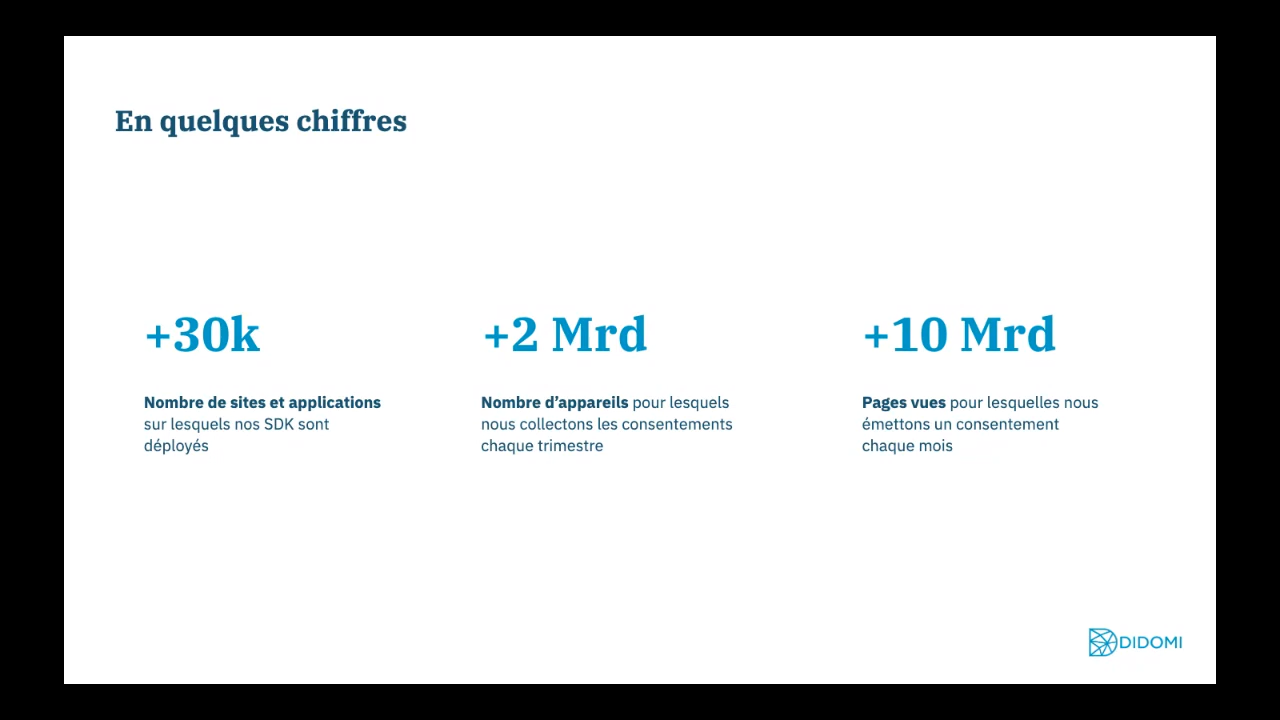 En quelques chiffres
+30k
Nombre de sites et applications
sur lesquels nos SDK sont
déployés
+2 Mrd
Nombre d’appareils pour lesquels
nous collectons les consentements
chaque trimestre
+10 Mrd
Pages vues pour lesquelles nous
émettons un consentement
chaque mois
DIDOMI